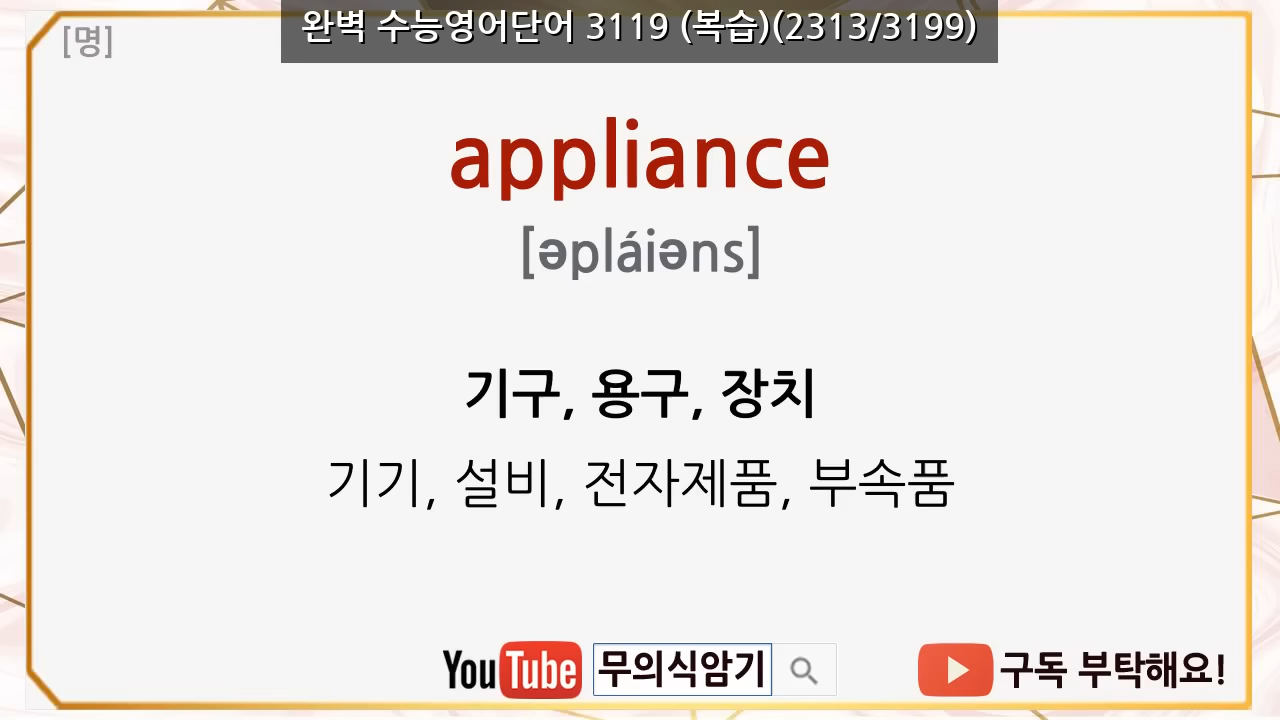 완벽 수능영어단어 3119 (복습)(2313/3199)
[명]
appliance
[əpláiəns]
기구, 용구, 장치
기기, 설비, 전자제품, 부속품
YouTube 무의식암기 구독 부탁해요!